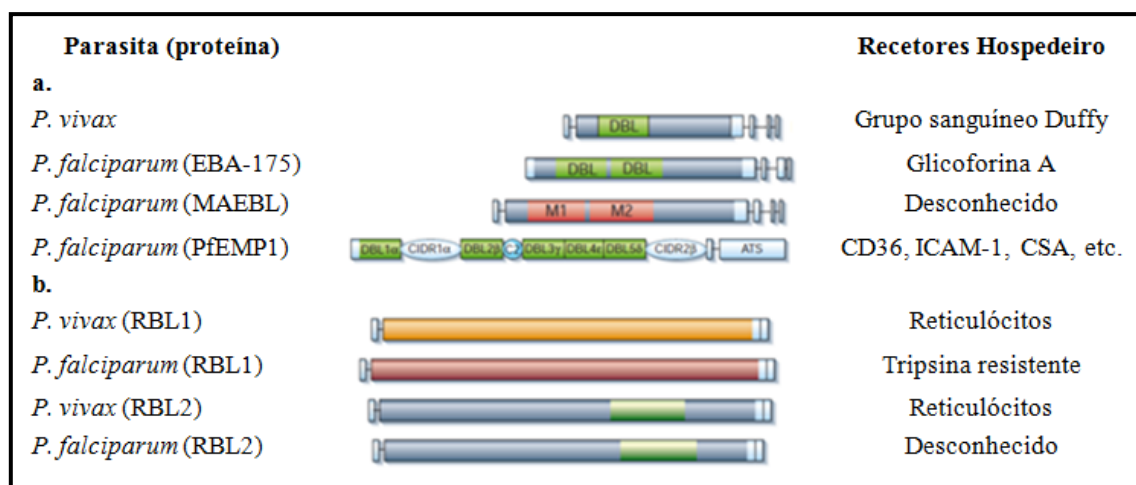 Parasita (proteína) Recetores Hospedeiro
a.
P. vivax DBL Grupo sanguíneo Duffy
P. falciparum (EBA-175) DBL DBL Glicoforina A
P. falciparum (MAEBL) M1 M2 Desconhecido
P. falciparum (PfEMP1) DBL1α CIDR1α DBL2β C2 DBL3γ DBL4ε DBL5δ CIDR2β ATS CD36, ICAM-1, CSA, etc.
b.
P. vivax (RBL1) Reticulócitos
P. falciparum (RBL1) Tripsina resistente
P. vivax (RBL2) Reticulócitos
P. falciparum (RBL2) Desconhecido